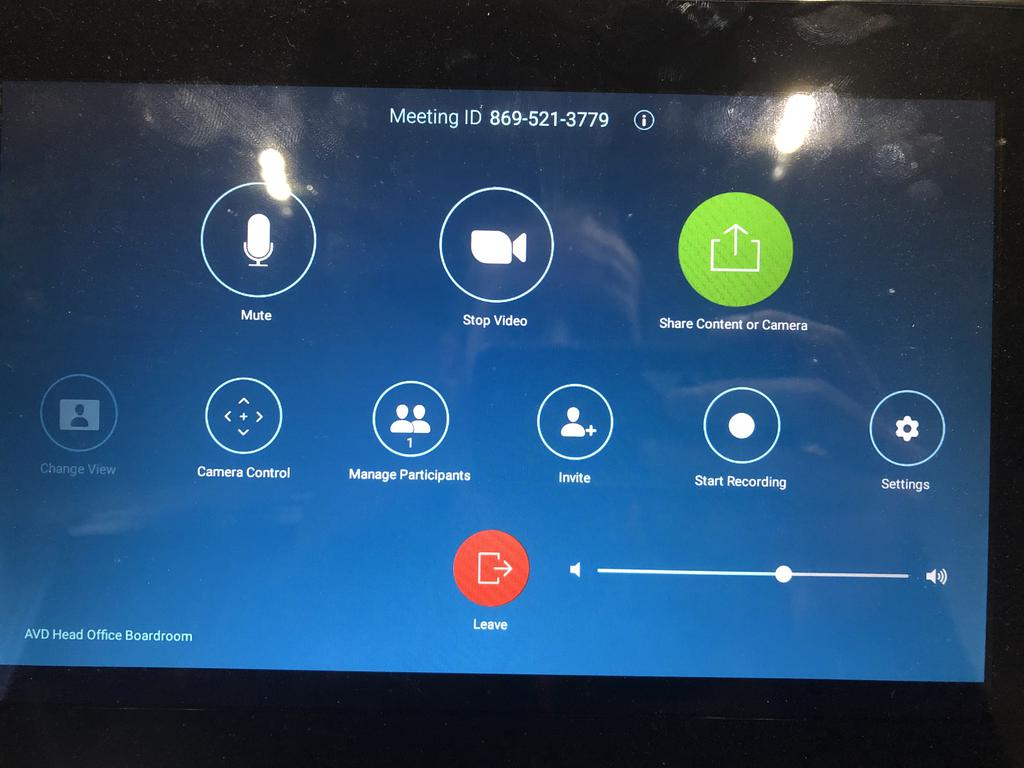 Meeting ID 869-521-3779
Mute
Stop Video
Share Content or Camera
1
Change View
Camera Control
Manage Participants
Invite
Start Recording
Settings
Leave
AVD Head Office Boardroom